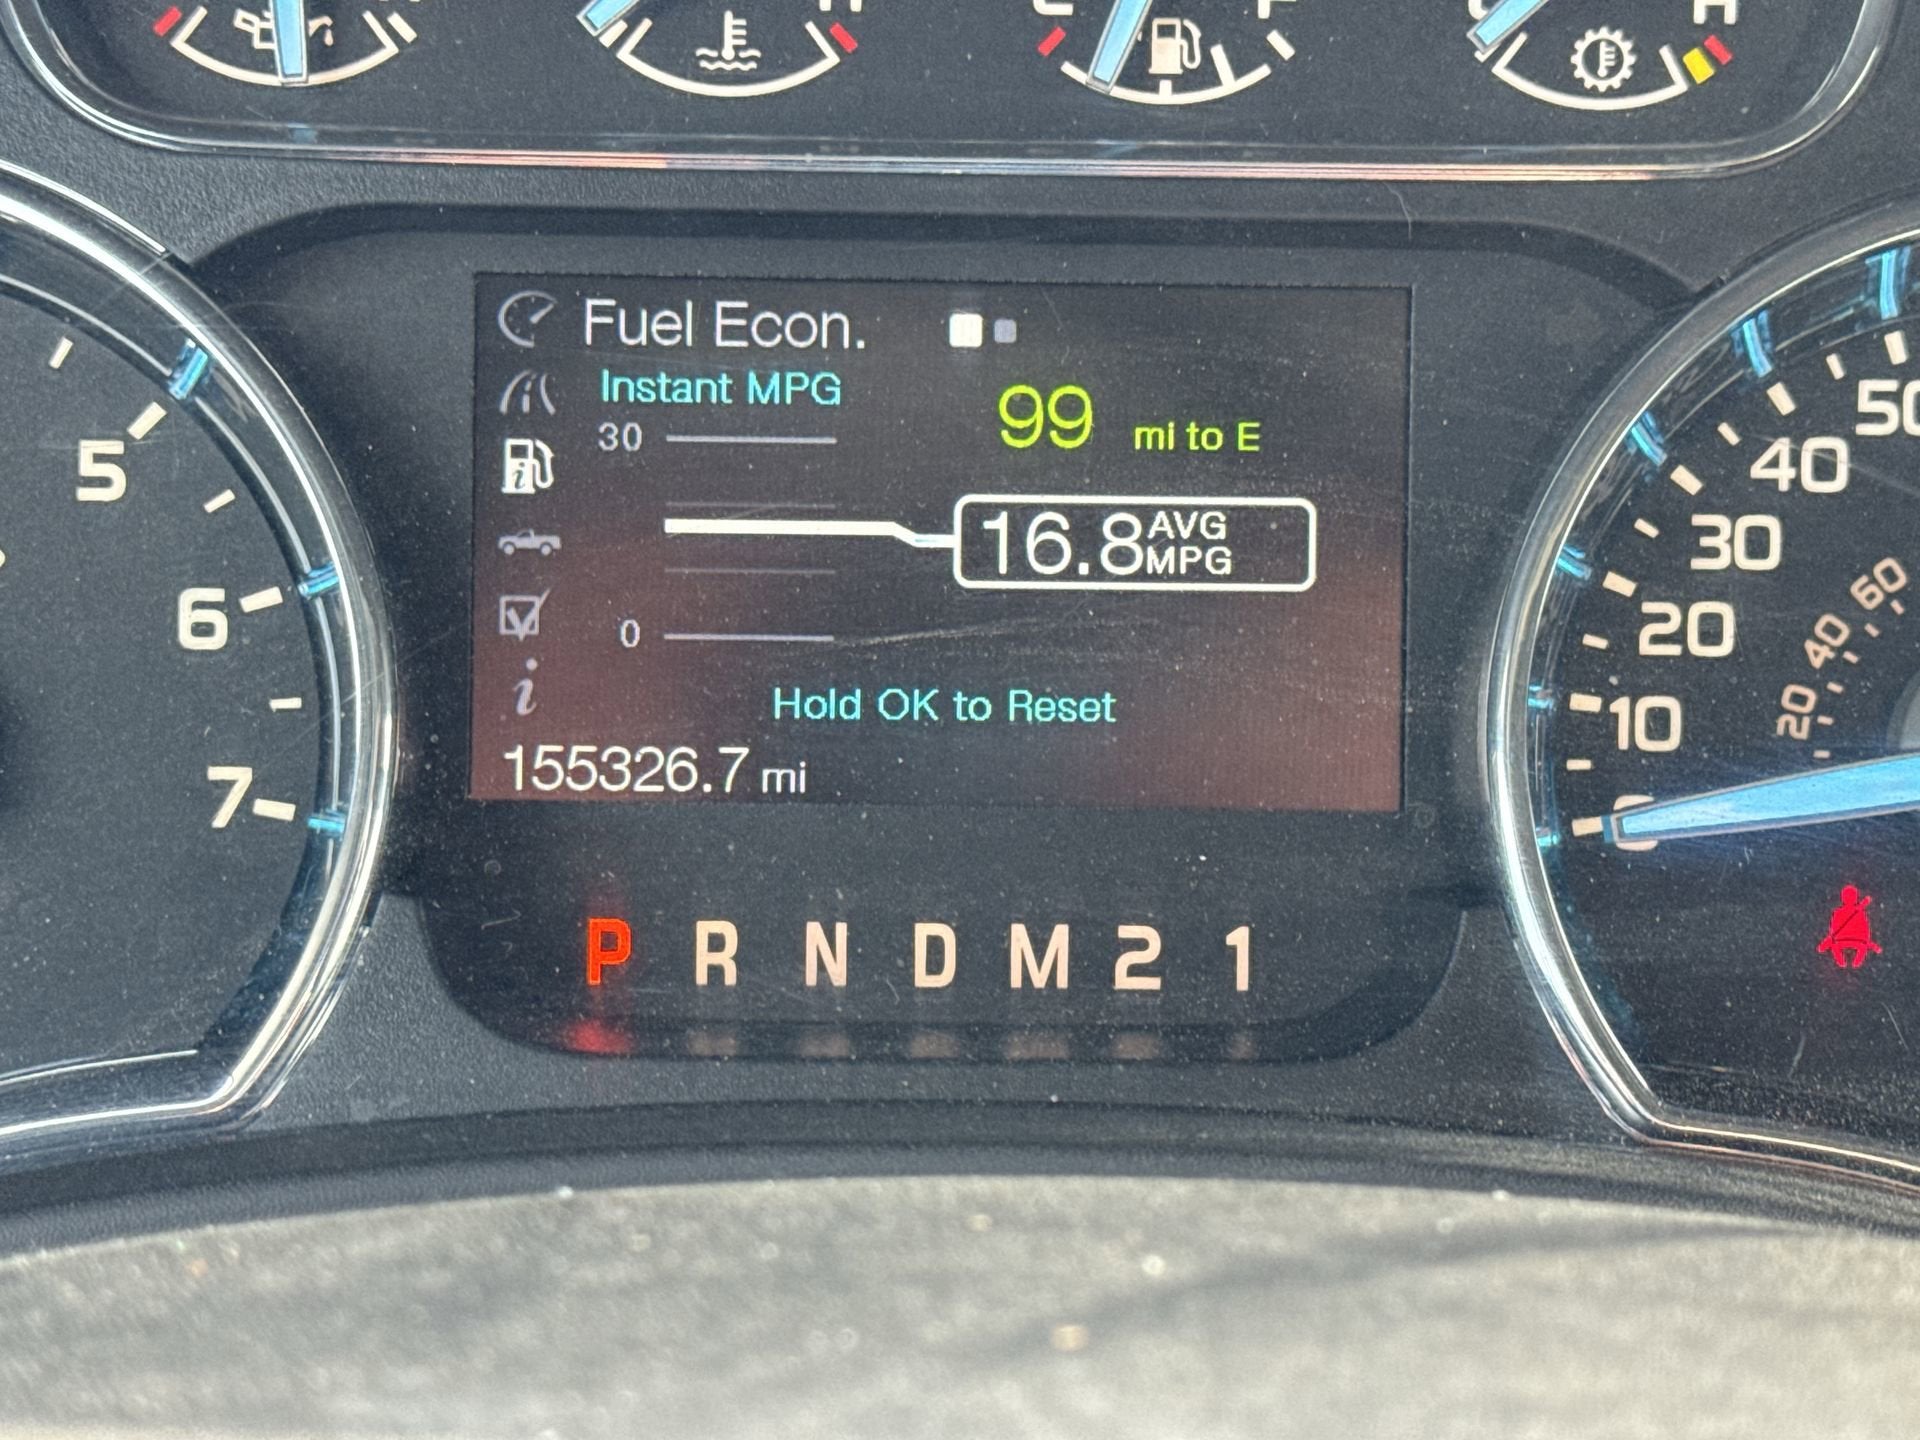 H
H
Fuel Econ.
Instant MPG
30
99 mi to E
16.8 AVG MPG
0
Hold OK to Reset
155326.7 mi
P R N D M 2 1
5
6
7
50
40
30
20
10
0
60
40
20